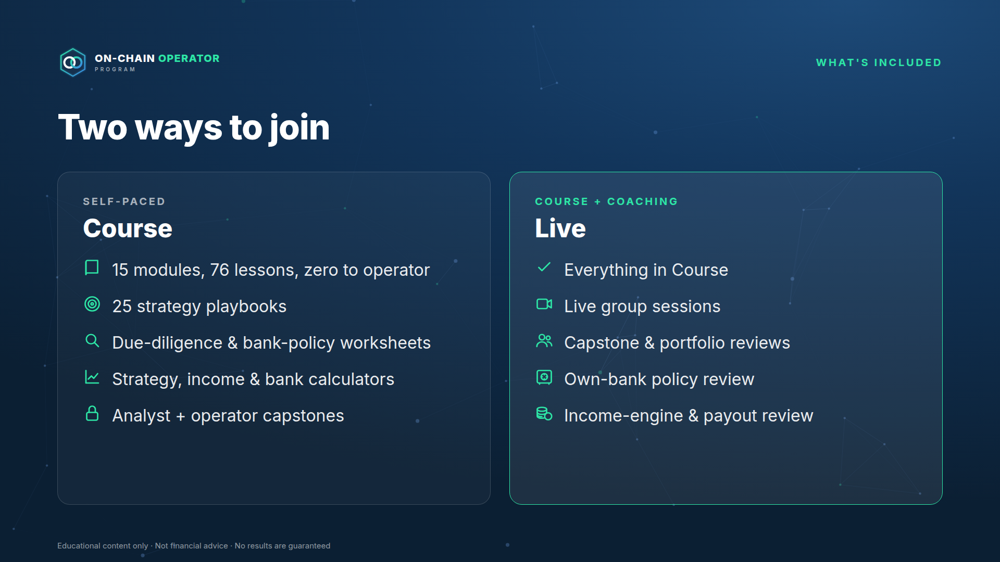 ON-CHAIN OPERATOR
PROGRAM
WHAT'S INCLUDED
Two ways to join
SELF-PACED
Course
15 modules, 76 lessons, zero to operator
25 strategy playbooks
Due-diligence & bank-policy worksheets
Strategy, income & bank calculators
Analyst + operator capstones
COURSE + COACHING
Live
Everything in Course
Live group sessions
Capstone & portfolio reviews
Own-bank policy review
Income-engine & payout review
Educational content only · Not financial advice · No results are guaranteed